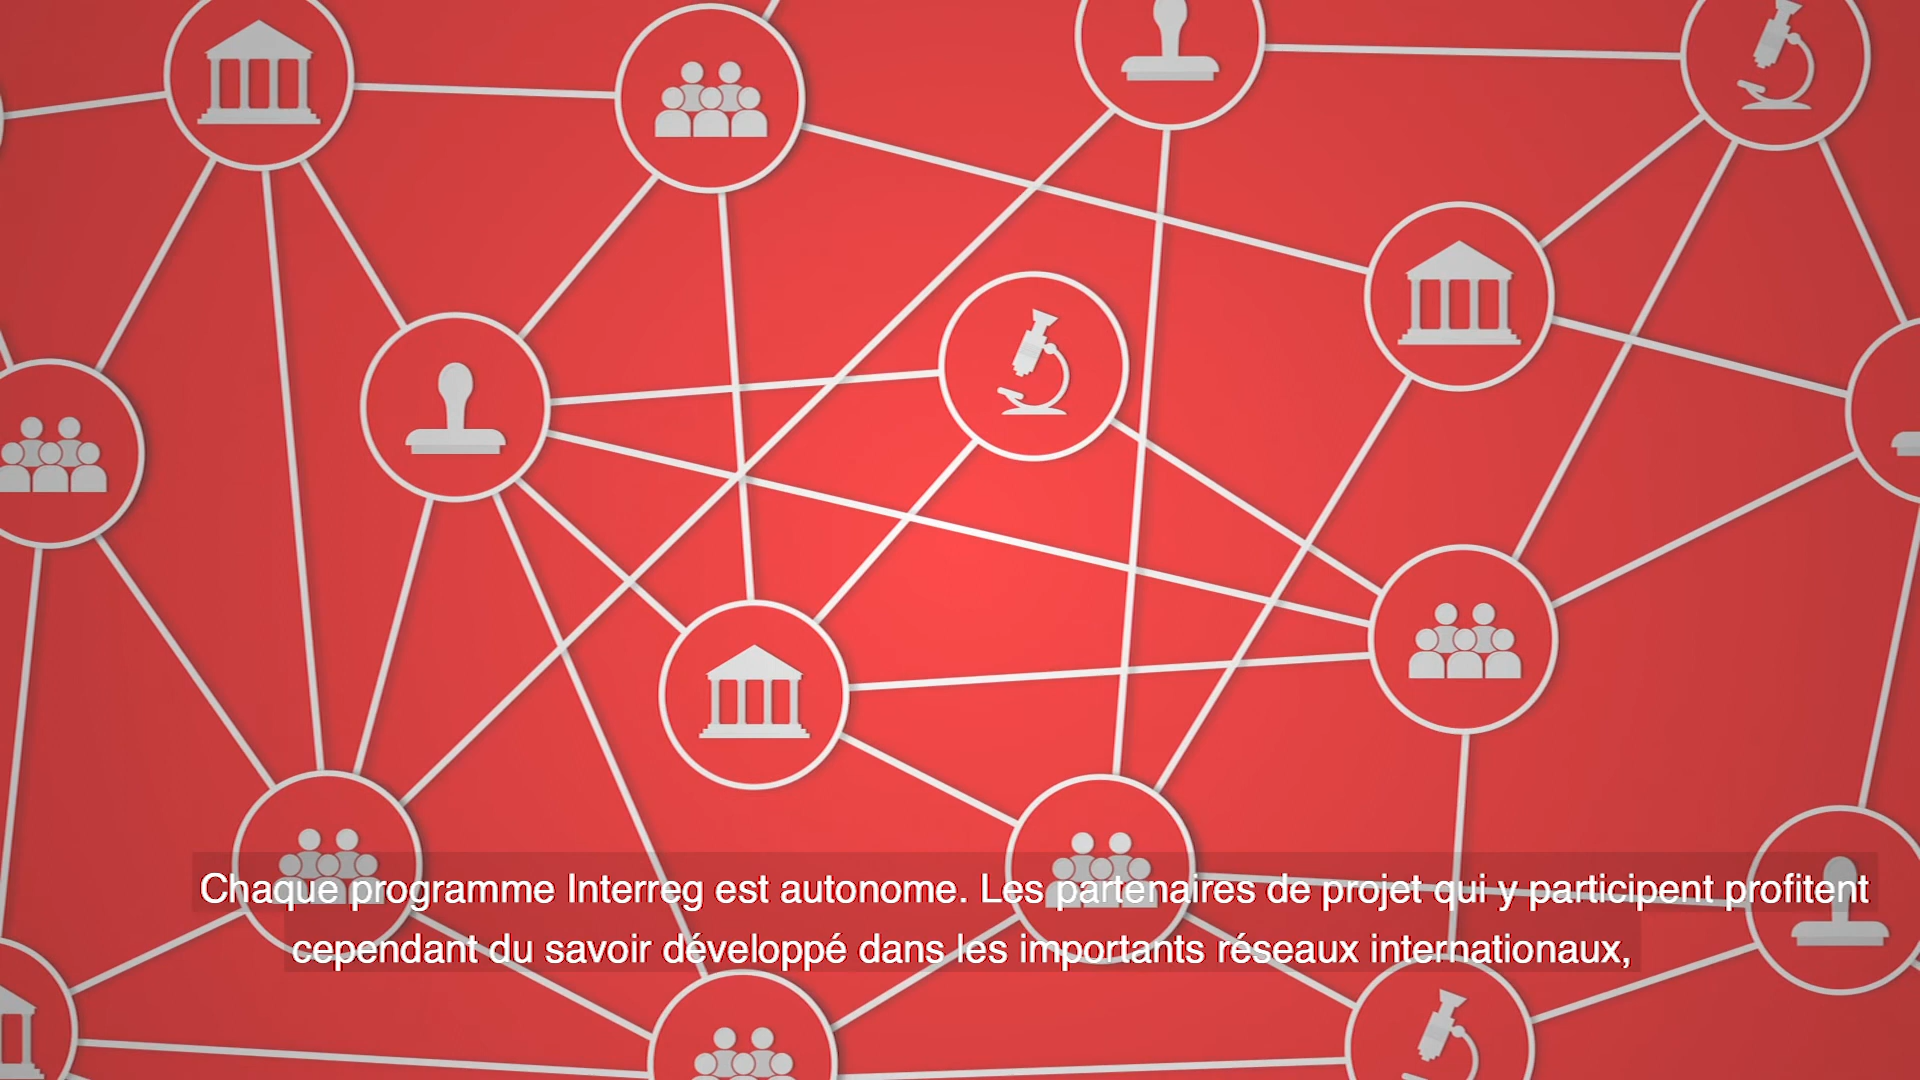 Chaque programme Interreg est autonome. Les partenaires de projet qui y participent profitent
cependant du savoir développé dans les importants réseaux internationaux,